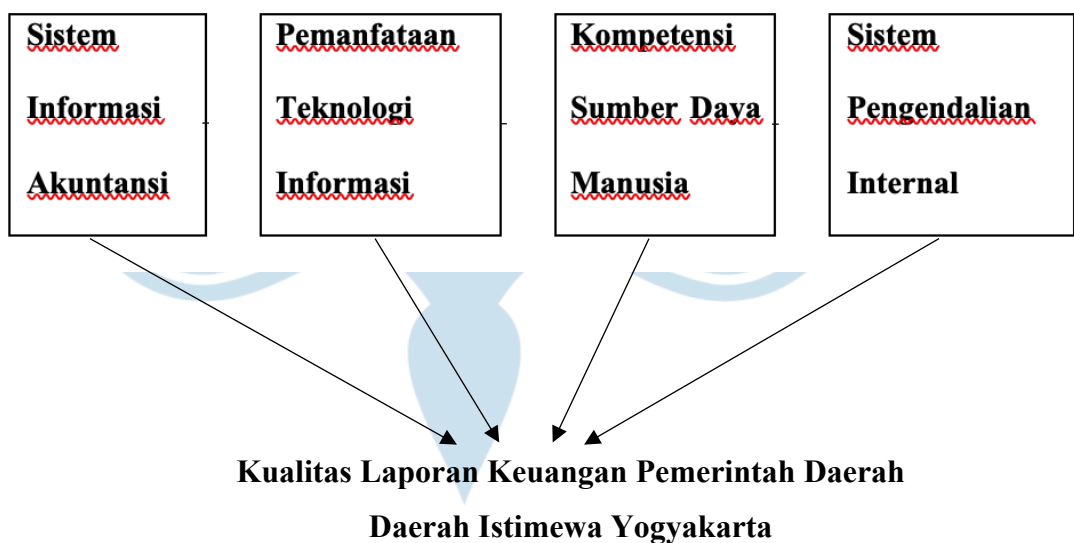 Sistem
Informasi
Akuntansi
Pemanfataan
Teknologi
Informasi
Kompetensi
Sumber Daya
Manusia
Sistem
Pengendalian
Internal
Kualitas Laporan Keuangan Pemerintah Daerah
Daerah Istimewa Yogyakarta